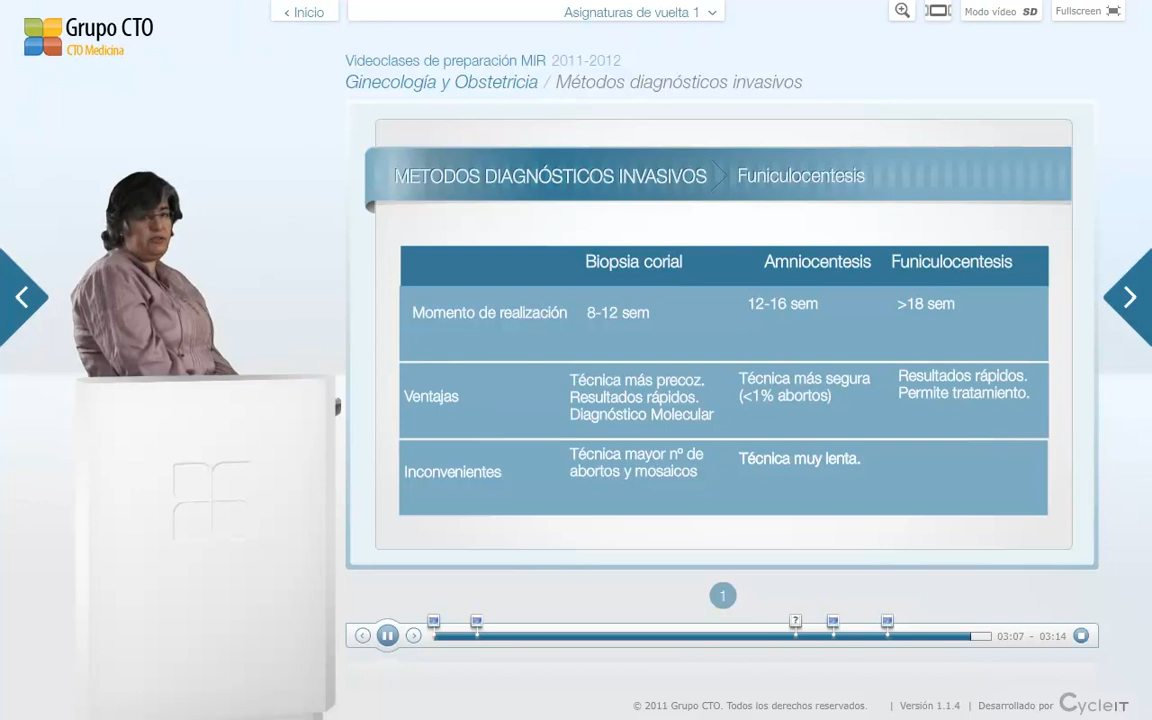 Grupo CTO
CTO Medicina
‹ Inicio
Asignaturas de vuelta 1
Modo vídeo SD
Fullscreen
Videoclases de preparación MIR 2011-2012
Ginecología y Obstetricia / Métodos diagnósticos invasivos
METODOS DIAGNÓSTICOS INVASIVOS
Funiculocentesis
Biopsia corial
Amniocentesis
Funiculocentesis
Momento de realización
8-12 sem
12-16 sem
>18 sem
Ventajas
Técnica más precoz.
Resultados rápidos.
Diagnóstico Molecular
Técnica más segura
(<1% abortos)
Resultados rápidos.
Permite tratamiento.
Inconvenientes
Técnica mayor nº de
abortos y mosaicos
Técnica muy lenta.
1
?
03:07 - 03:14
© 2011 Grupo CTO. Todos los derechos reservados. | Versión 1.1.4 | Desarrollado por CycleIT